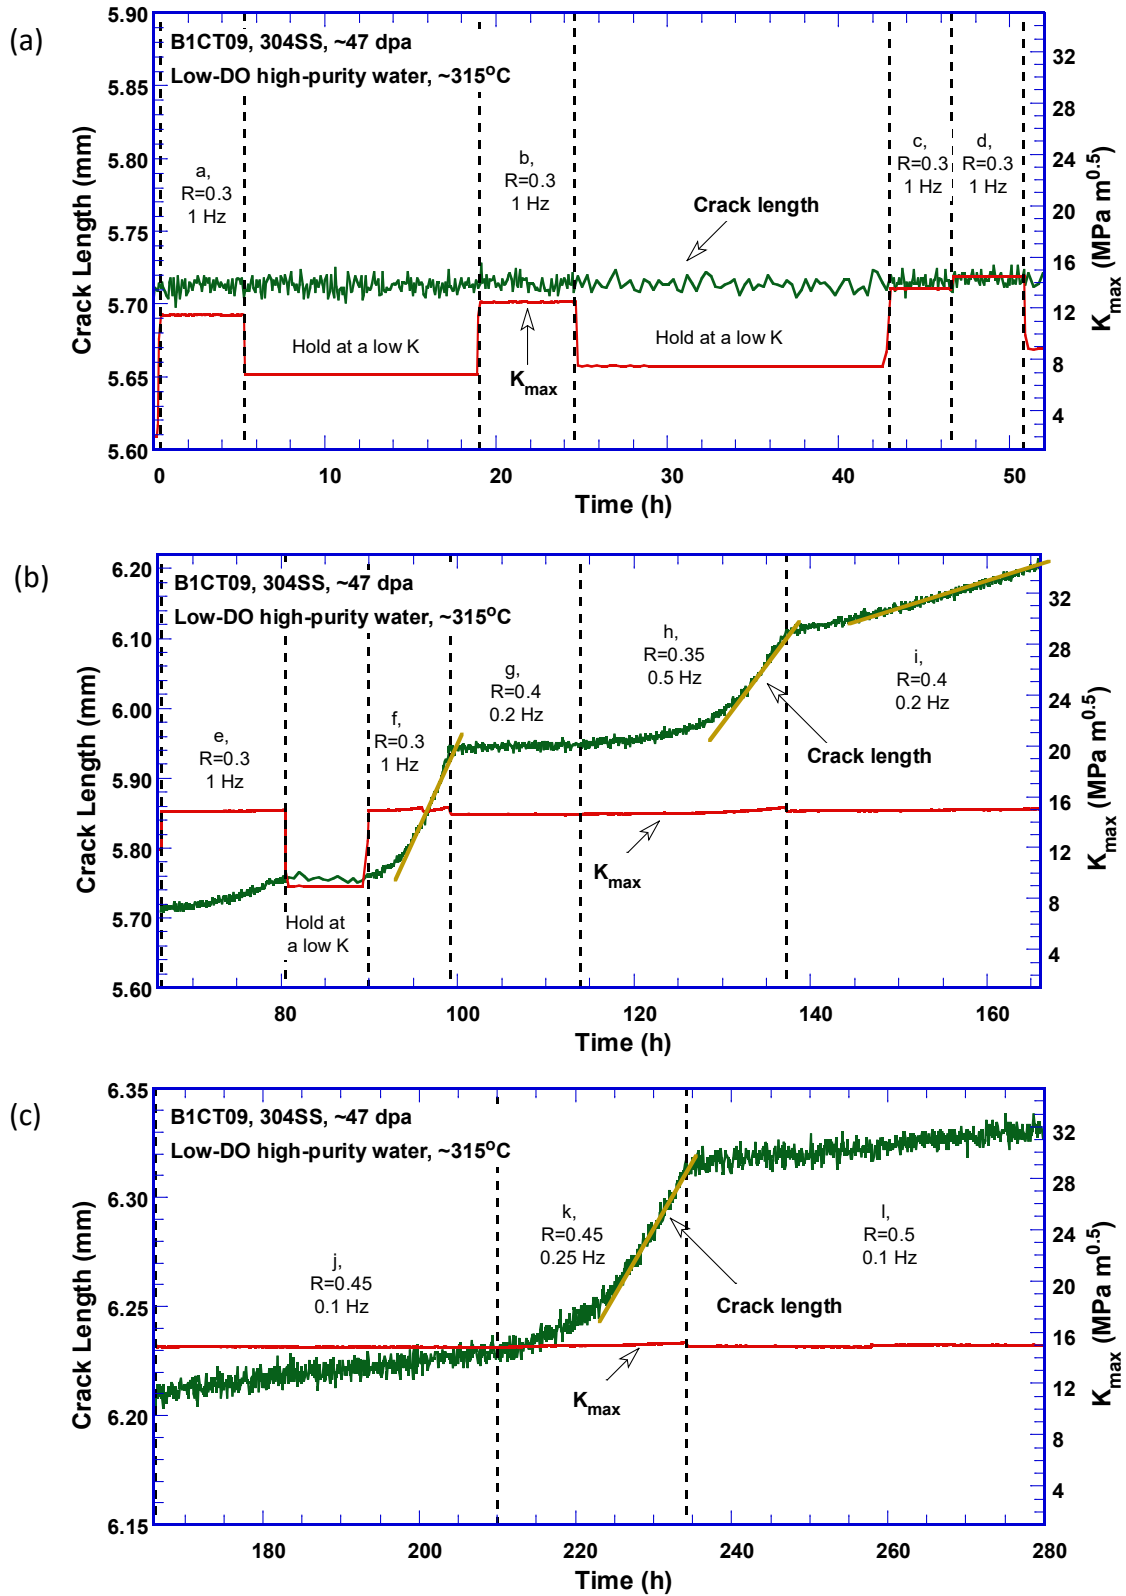 (a)
B1CT09, 304SS, ~47 dpa
Low-DO high-purity water, ~315°C
a,
R=0.3
1 Hz
b,
R=0.3
1 Hz
c,
R=0.3
1 Hz
d,
R=0.3
1 Hz
Crack length
Hold at a low K
Hold at a low K
Kmax
5.90
5.85
5.80
5.75
5.70
5.65
5.60
Crack Length (mm)
32
28
24
20
16
12
8
4
Kmax (MPa m0.5)
0
10
20
30
40
50
Time (h)
(b)
B1CT09, 304SS, ~47 dpa
Low-DO high-purity water, ~315°C
e,
R=0.3
1 Hz
f,
R=0.3
1 Hz
g,
R=0.4
0.2 Hz
h,
R=0.35
0.5 Hz
i,
R=0.4
0.2 Hz
Crack length
Kmax
Hold at
a low K
6.20
6.10
6.00
5.90
5.80
5.70
5.60
Crack Length (mm)
32
28
24
20
16
12
8
4
Kmax (MPa m0.5)
80
100
120
140
160
Time (h)
(c)
B1CT09, 304SS, ~47 dpa
Low-DO high-purity water, ~315°C
j,
R=0.45
0.1 Hz
k,
R=0.45
0.25 Hz
l,
R=0.5
0.1 Hz
Crack length
Kmax
6.35
6.30
6.25
6.20
6.15
Crack Length (mm)
32
28
24
20
16
12
8
4
Kmax (MPa m0.5)
180
200
220
240
260
280
Time (h)